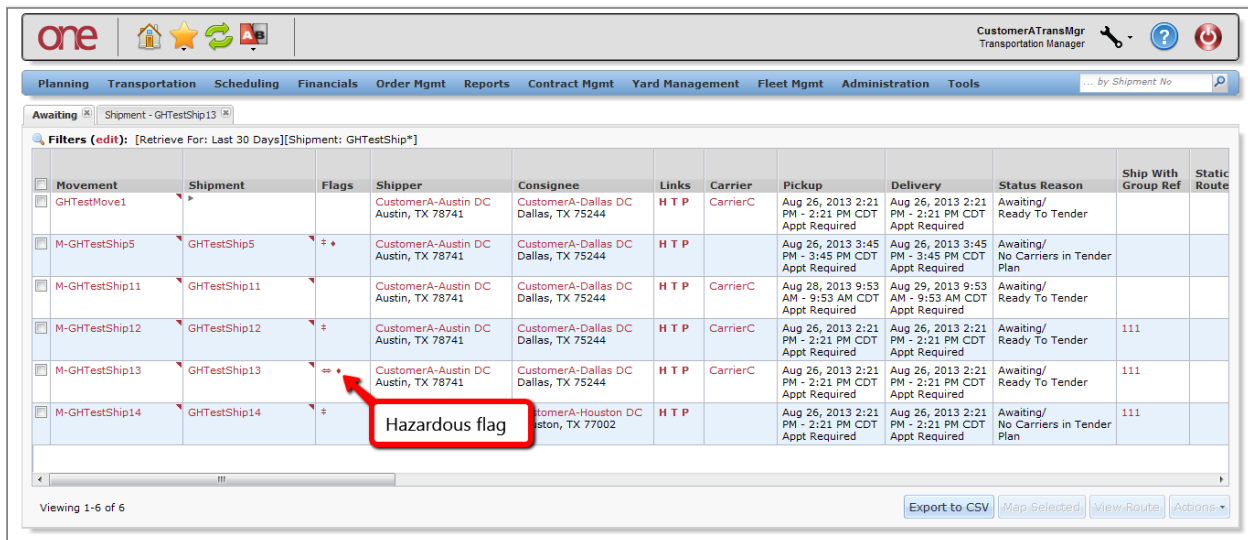 one
AB
CustomerATransMgr
Transportation Manager
?
Planning Transportation Scheduling Financials Order Mgmt Reports Contract Mgmt Yard Management Fleet Mgmt Administration Tools ... by Shipment No
Awaiting Shipment - GHTestShip13
Filters (edit): [Retrieve For: Last 30 Days][Shipment: GHTestShip*]
Movement Shipment Flags Shipper Consignee Links Carrier Pickup Delivery Status Reason Ship With Group Ref Static Route
GHTestMove1 CustomerA-Austin DC CustomerA-Dallas DC H T P CarrierC Aug 26, 2013 2:21 Aug 26, 2013 2:21 Awaiting/
Austin, TX 78741 Dallas, TX 75244 PM - 2:21 PM CDT PM - 2:21 PM CDT Ready To Tender
Appt Required Appt Required
M-GHTestShip5 GHTestShip5 ‡ ♦ CustomerA-Austin DC CustomerA-Dallas DC H T P Aug 26, 2013 3:45 Aug 26, 2013 3:45 Awaiting/
Austin, TX 78741 Dallas, TX 75244 PM - 3:45 PM CDT PM - 3:45 PM CDT No Carriers in Tender
Appt Required Appt Required Plan
M-GHTestShip11 GHTestShip11 CustomerA-Austin DC CustomerA-Dallas DC H T P CarrierC Aug 28, 2013 9:53 Aug 29, 2013 9:53 Awaiting/
Austin, TX 78741 Dallas, TX 75244 AM - 9:53 AM CDT AM - 9:53 AM CDT Ready To Tender
Appt Required Appt Required
M-GHTestShip12 GHTestShip12 ‡ CustomerA-Austin DC CustomerA-Dallas DC H T P CarrierC Aug 26, 2013 2:21 Aug 26, 2013 2:21 Awaiting/ 111
Austin, TX 78741 Dallas, TX 75244 PM - 2:21 PM CDT PM - 2:21 PM CDT Ready To Tender
Appt Required Appt Required
M-GHTestShip13 GHTestShip13 ⇔ ♦ CustomerA-Austin DC CustomerA-Dallas DC H T P CarrierC Aug 26, 2013 2:21 Aug 26, 2013 2:21 Awaiting/ 111
Austin, TX 78741 Dallas, TX 75244 PM - 2:21 PM CDT PM - 2:21 PM CDT Ready To Tender
Appt Required Appt Required
M-GHTestShip14 GHTestShip14 ‡ tomerA-Houston DC H T P Aug 26, 2013 2:21 Aug 26, 2013 2:21 Awaiting/ 111
ston, TX 77002 PM - 2:21 PM CDT PM - 2:21 PM CDT No Carriers in Tender
Appt Required Appt Required Plan
Hazardous flag
Viewing 1-6 of 6 Export to CSV Map Selected View Route Actions